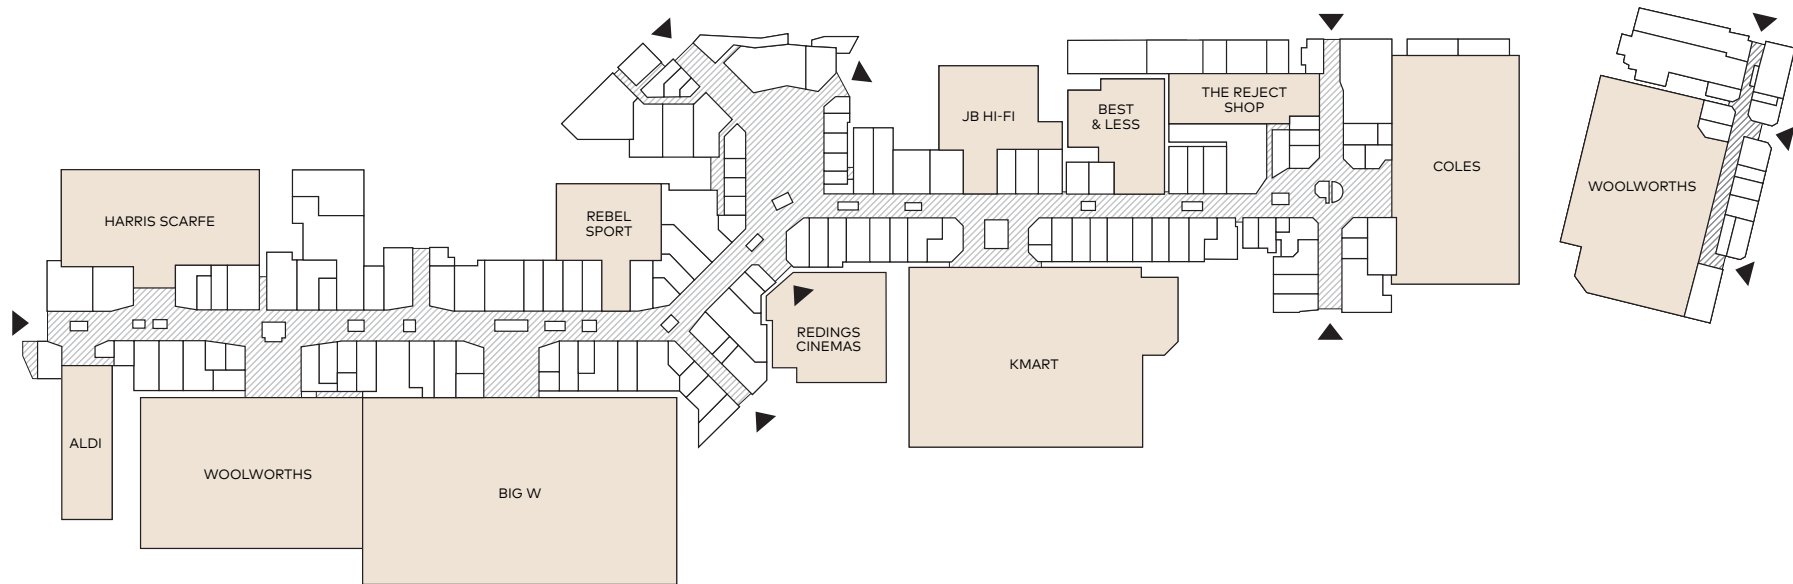 HARRIS SCARFE
REBEL
SPORT
JB HI-FI
BEST
& LESS
THE REJECT
SHOP
COLES
WOOLWORTHS
REDINGS
CINEMAS
KMART
ALDI
WOOLWORTHS
BIG W